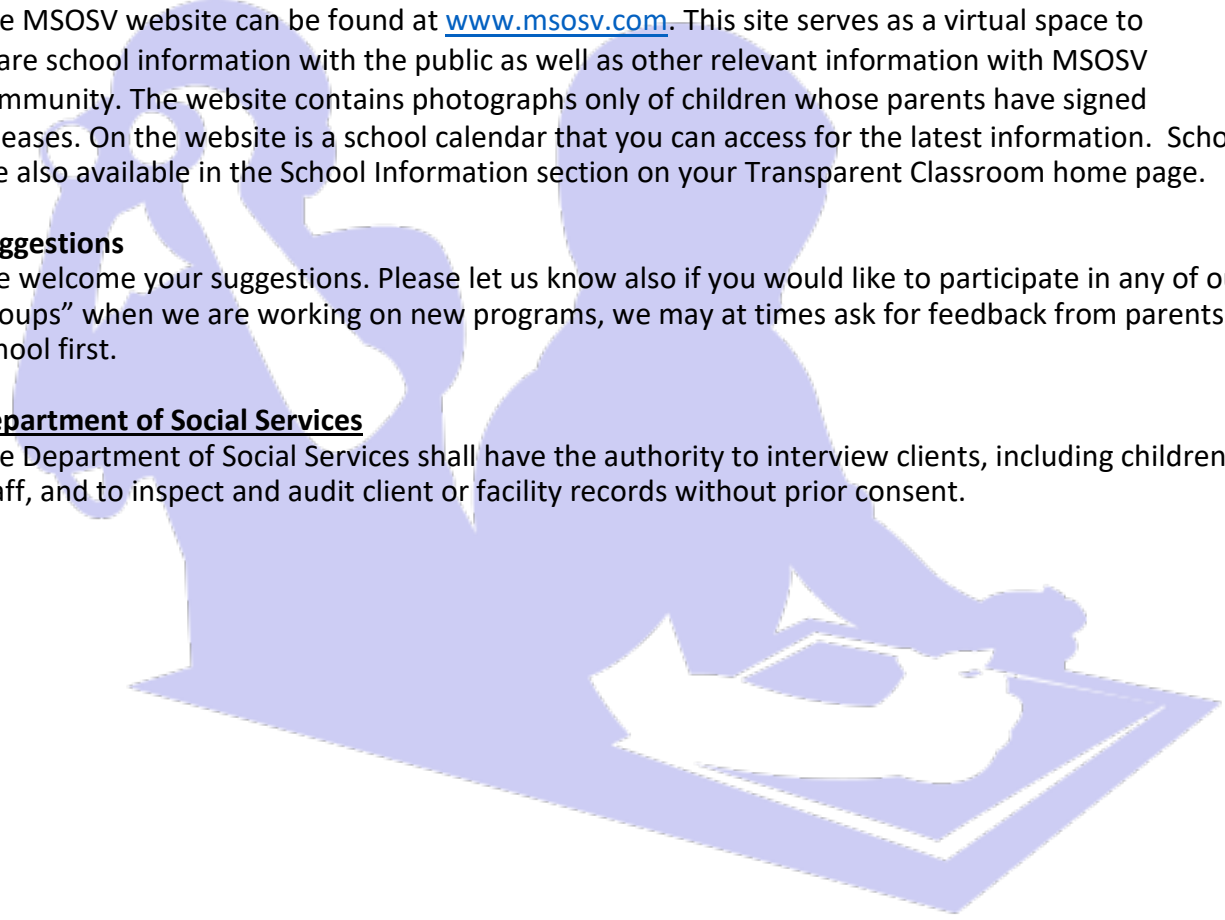 e MSOSV website can be found at www.msosv.com. This site serves as a virtual space to
are school information with the public as well as other relevant information with MSOSV
mmunity. The website contains photographs only of children whose parents have signed
eases. On the website is a school calendar that you can access for the latest information.  Scho
e also available in the School Information section on your Transparent Classroom home page.
ggestions
e welcome your suggestions. Please let us know also if you would like to participate in any of ou
oups” when we are working on new programs, we may at times ask for feedback from parents
hool first.
epartment of Social Services
e Department of Social Services shall have the authority to interview clients, including children
aff, and to inspect and audit client or facility records without prior consent.